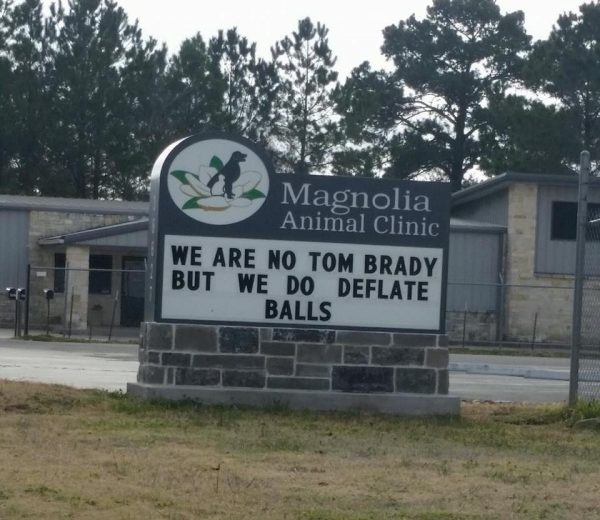 Magnolia
Animal Clinic
WE ARE NO TOM BRADY
BUT WE DO DEFLATE
BALLS